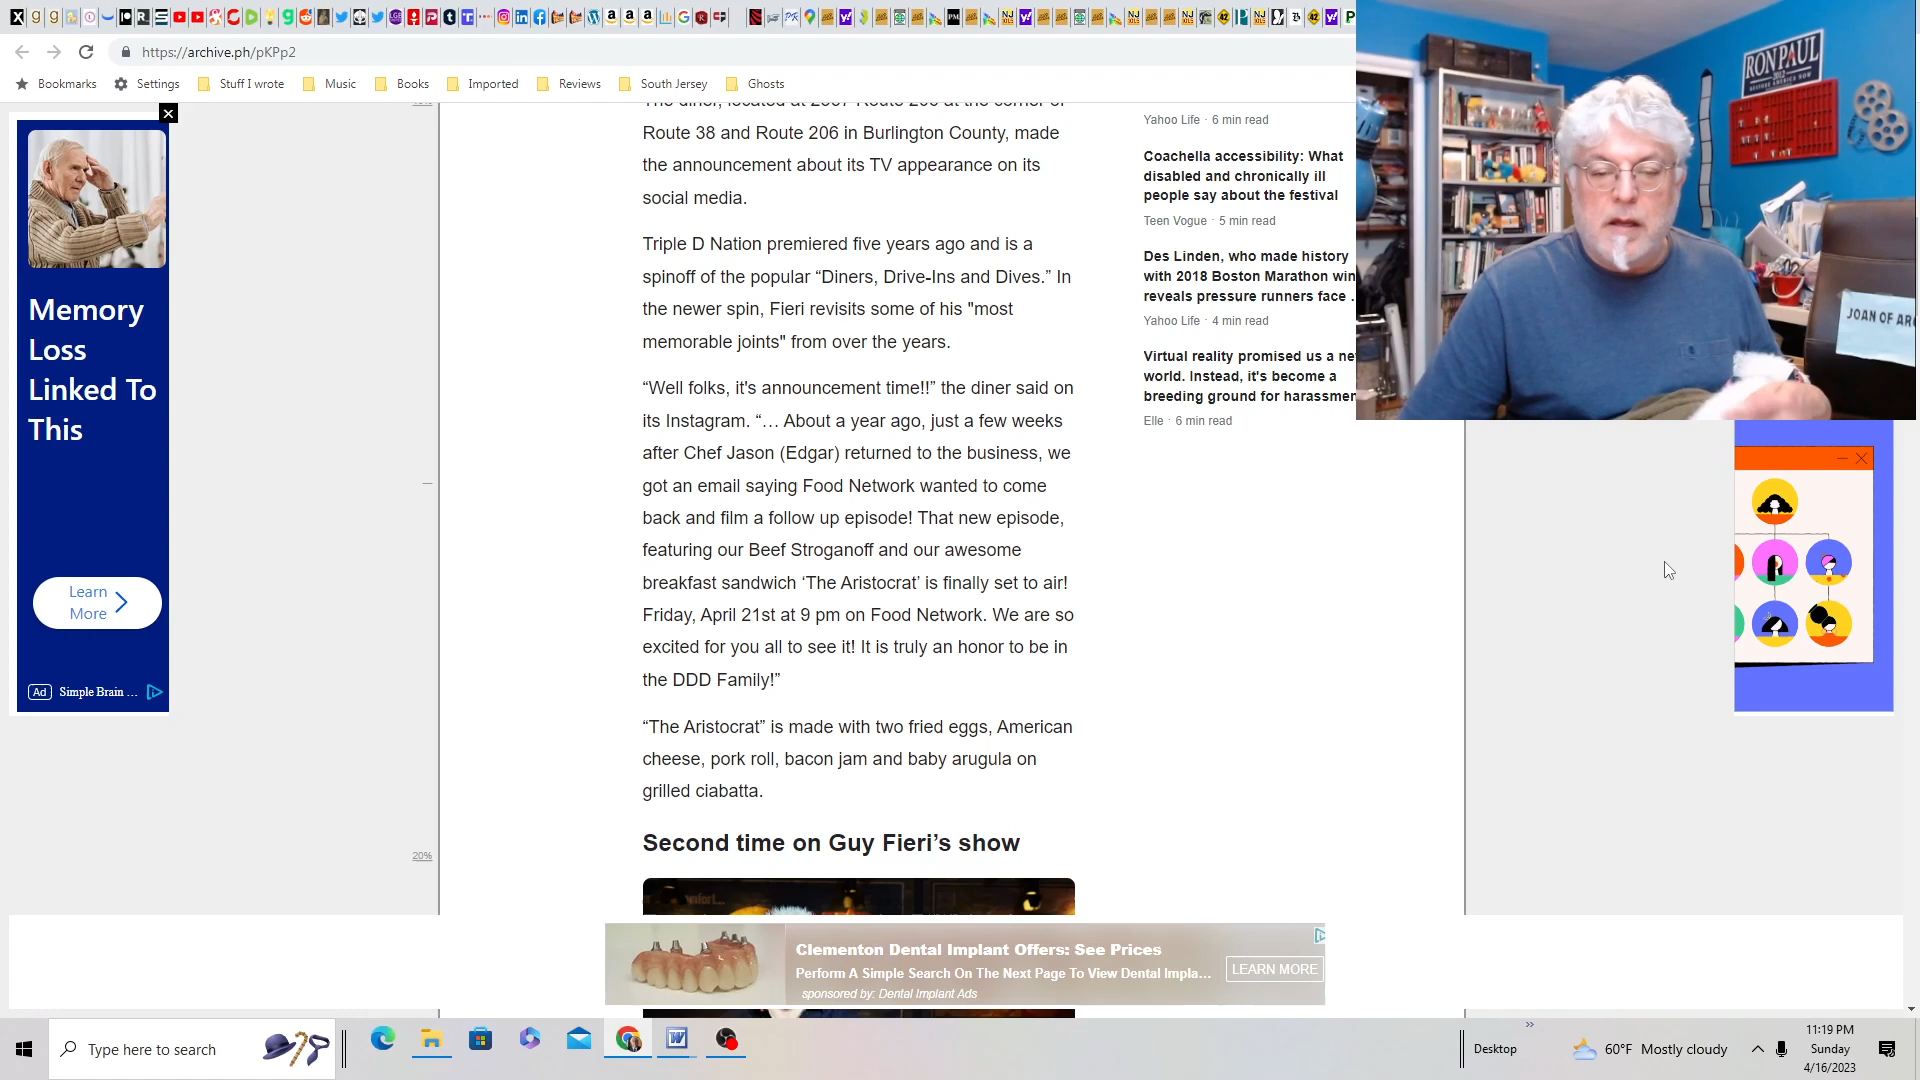 https://archive.ph/pKPp2
Bookmarks
Settings
Stuff I wrote
Music
Books
Imported
Reviews
South Jersey
Ghosts
Memory
Loss
Linked To
This
Learn
More
Ad
Simple Brain ...
20%
The diner, located at
Route 38 and Route 206 in Burlington County, made
the announcement about its TV appearance on its
social media.
Triple D Nation premiered five years ago and is a
spinoff of the popular “Diners, Drive-Ins and Dives.” In
the newer spin, Fieri revisits some of his "most
memorable joints" from over the years.
“Well folks, it's announcement time!!” the diner said on
its Instagram. “… About a year ago, just a few weeks
after Chef Jason (Edgar) returned to the business, we
got an email saying Food Network wanted to come
back and film a follow up episode! That new episode,
featuring our Beef Stroganoff and our awesome
breakfast sandwich ‘The Aristocrat’ is finally set to air!
Friday, April 21st at 9 pm on Food Network. We are so
excited for you all to see it! It is truly an honor to be in
the DDD Family!”
“The Aristocrat” is made with two fried eggs, American
cheese, pork roll, bacon jam and baby arugula on
grilled ciabatta.
Second time on Guy Fieri’s show
Yahoo Life · 6 min read
Coachella accessibility: What
disabled and chronically ill
people say about the festival
Teen Vogue · 5 min read
Des Linden, who made history
with 2018 Boston Marathon win
reveals pressure runners face .
Yahoo Life · 4 min read
Virtual reality promised us a ne
world. Instead, it's become a
breeding ground for harassmen
Elle · 6 min read
RON PAUL
2012
JOAN OF ARC
Clementon Dental Implant Offers: See Prices
Perform A Simple Search On The Next Page To View Dental Impla...
sponsored by: Dental Implant Ads
LEARN MORE
Type here to search
Desktop
60°F Mostly cloudy
11:19 PM
Sunday
4/16/2023